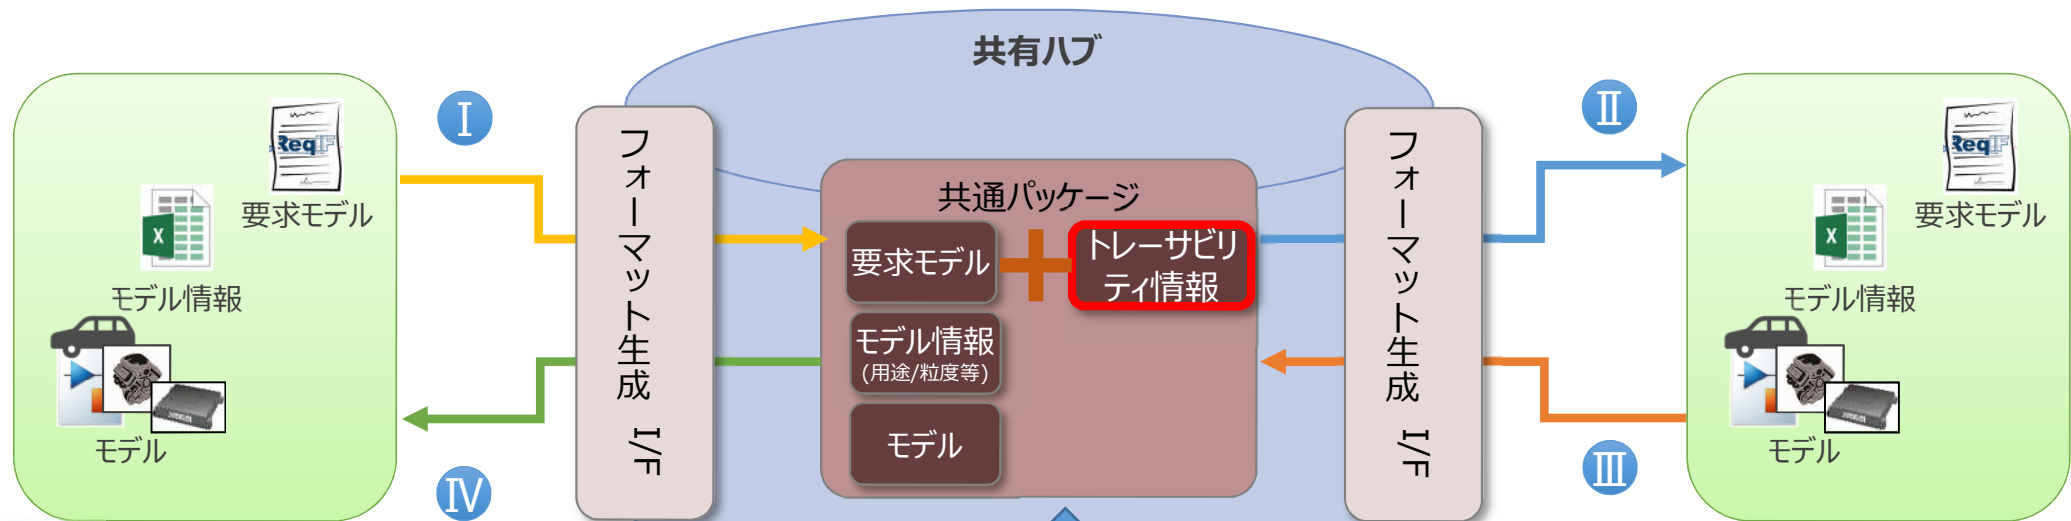 共有ハブ
Ⅰ
ReqIF
要求モデル
X
モデル情報
モデル
Ⅳ
フォーマット生成 I/F
共通パッケージ
要求モデル
トレーサビリ
ティ情報
モデル情報
(用途/粒度等)
モデル
フォーマット生成 I/F
Ⅱ
ReqIF
要求モデル
X
モデル情報
モデル
Ⅲ